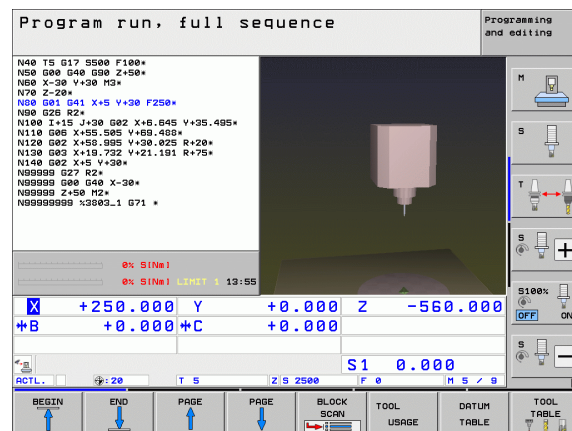 Program run, full sequence
Programming
and editing
N40 T5 G17 S500 F100*
N50 G00 G40 G90 Z+50*
N60 X-30 Y+30 M3*
N70 Z-20*
N80 G01 G41 X+5 Y+30 F250*
N90 G26 R2*
N100 I+15 J+30 G02 X+6.645 Y+35.495*
N110 G06 X+55.505 Y+69.488*
N120 G02 X+58.995 Y+30.025 R+20*
N130 G03 X+19.732 Y+21.191 R+75*
N140 G02 X+5 Y+30*
N99999 G27 R2*
N99999 G00 G40 X-30*
N99999 Z+50 M2*
N99999999 %3803_1 G71 *
0% S[Nm]
0% S[Nm] LIMIT 1 13:55
X +250.000 Y +0.000 Z -560.000
B +0.000 C +0.000
S1 0.000
ACTL. : 20 T 5 Z S 2500 F 0 M 5 / 9
M
S
T
S
S100%
OFF ON
S
BEGIN
END
PAGE
PAGE
BLOCK
SCAN
TOOL
USAGE
DATUM
TABLE
TOOL
TABLE